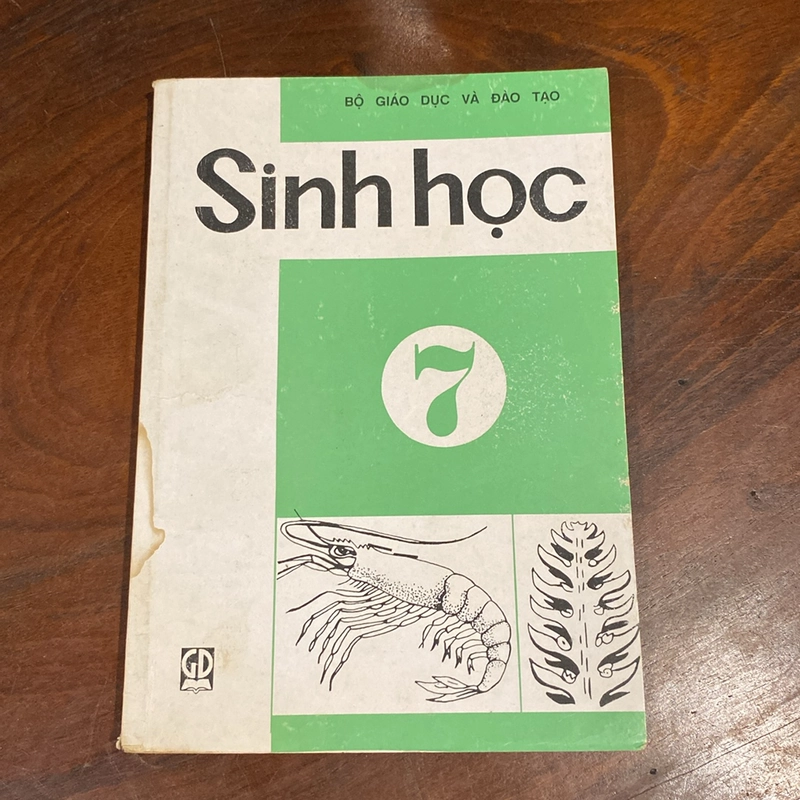 BỘ GIÁO DỤC VÀ ĐÀO TẠO
Sinh học
7
GD